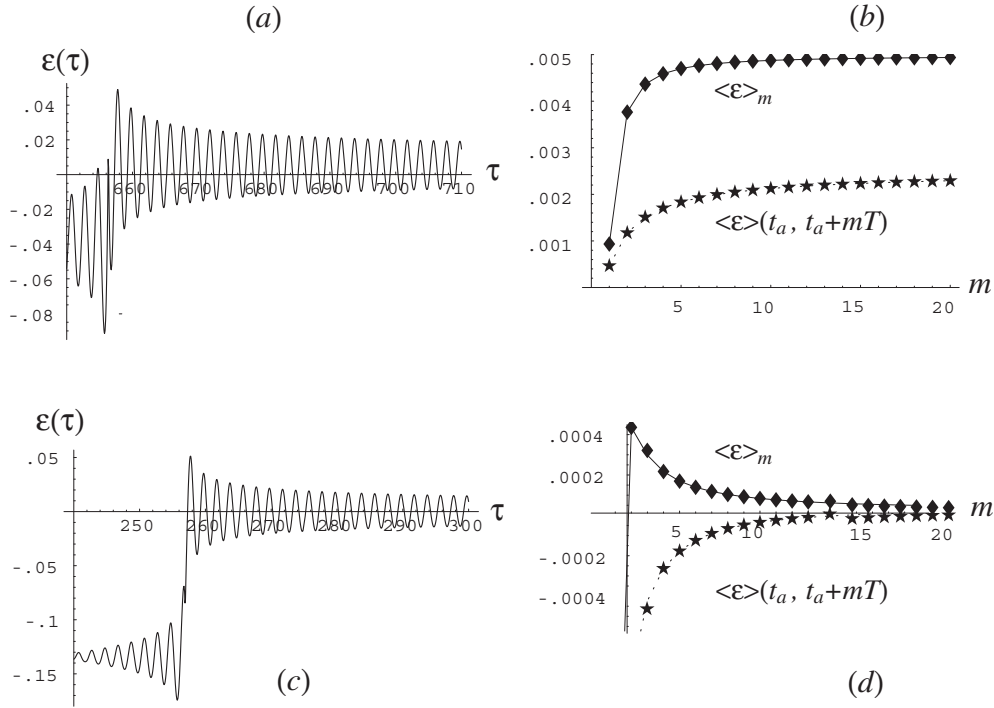 (a)
ε(τ)
.04
.02
-.02
-.04
-.06
-.08
660 670 680 690 700 710
τ
(b)
.005
.004
.003
.002
.001
<ε>m
<ε>(ta , ta+mT)
5 10 15 20
m
ε(τ)
.05
-.05
-.1
-.15
250 260 270 280 290 300
τ
(c)
.0004
.0002
-.0002
-.0004
<ε>m
5 10 15 20
m
<ε>(ta , ta+mT)
(d)